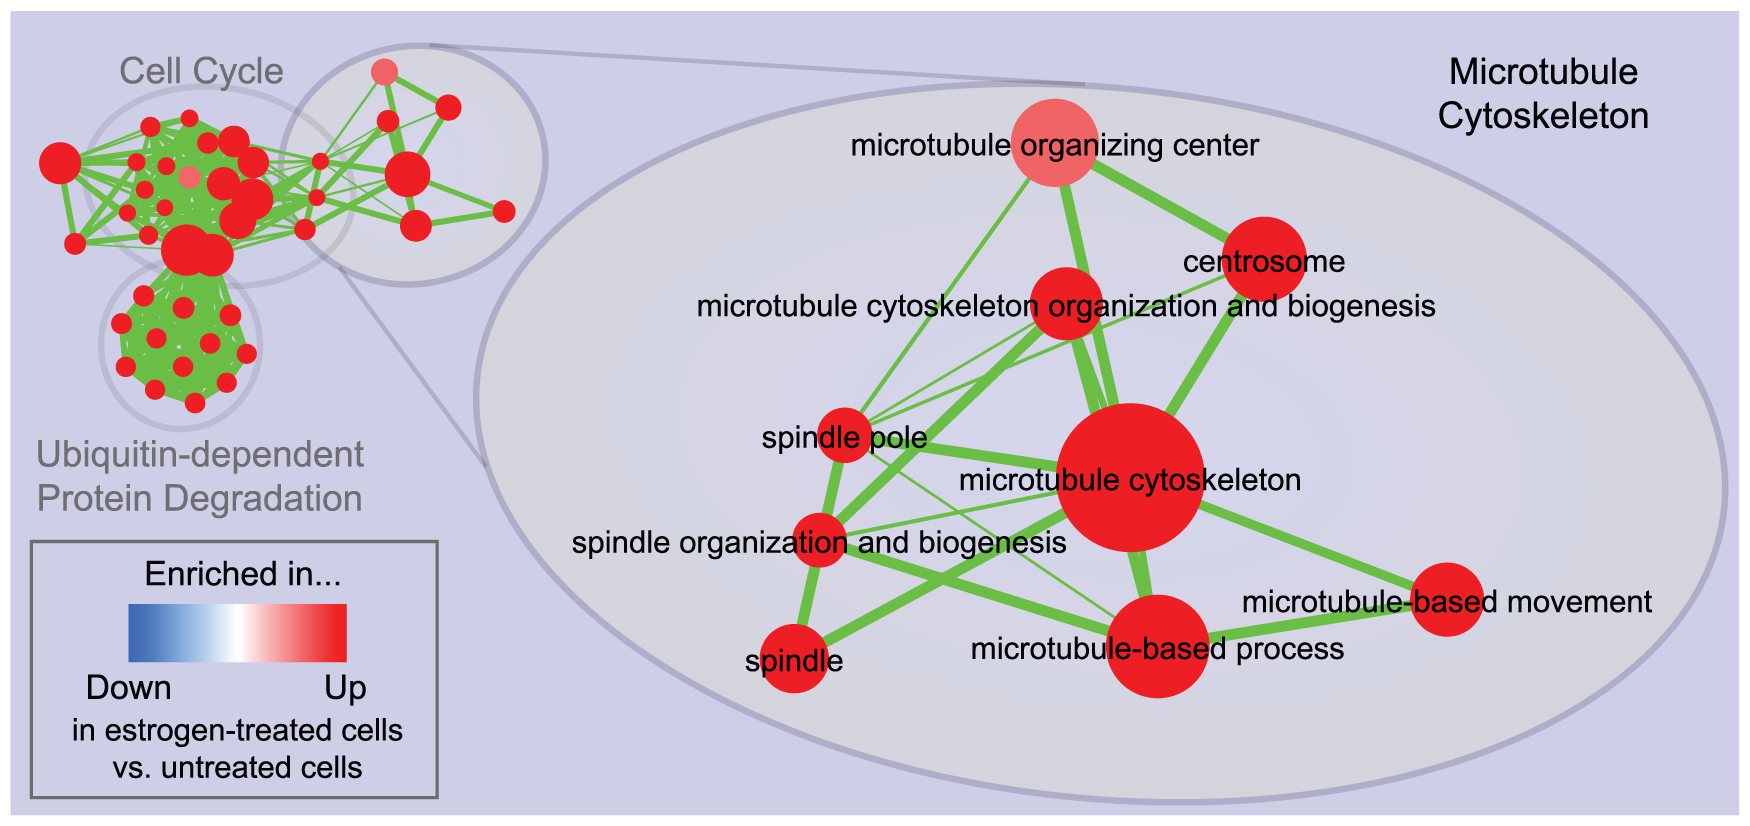 Cell Cycle
Microtubule
Cytoskeleton
microtubule organizing center
centrosome
microtubule cytoskeleton organization and biogenesis
spindle pole
microtubule cytoskeleton
spindle organization and biogenesis
microtubule-based movement
microtubule-based process
spindle
Ubiquitin-dependent
Protein Degradation
Enriched in...
Down Up
in estrogen-treated cells
vs. untreated cells